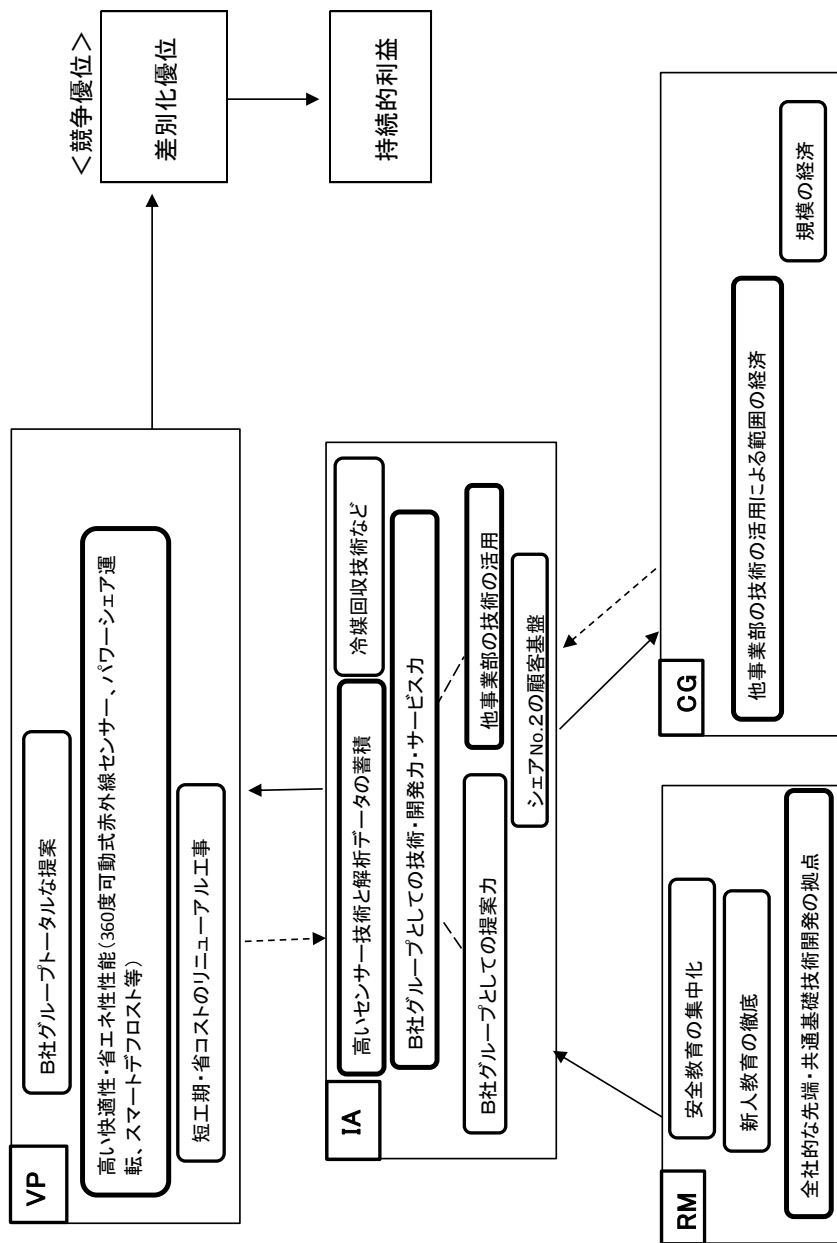 VP
B社グループトータルな提案
高い快適性・省エネ性性能(360度可動式赤外線センサー、パワーシェア運
転、スマートデフロスト等)
短工期・省コストのリニューアル工事
<競争優位>
差別化優位
持続的利益
IA
高いセンサー技術と解析データの蓄積
冷媒回収技術など
B社グループとしての技術・開発力・サービス力
B社グループとしての提案力
他事業部の技術の活用
シェアNo.2の顧客基盤
RM
安全教育の集中化
新人教育の徹底
全社的な先端・共通基礎技術開発の拠点
CG
他事業部の技術の活用による範囲の経済
規模の経済